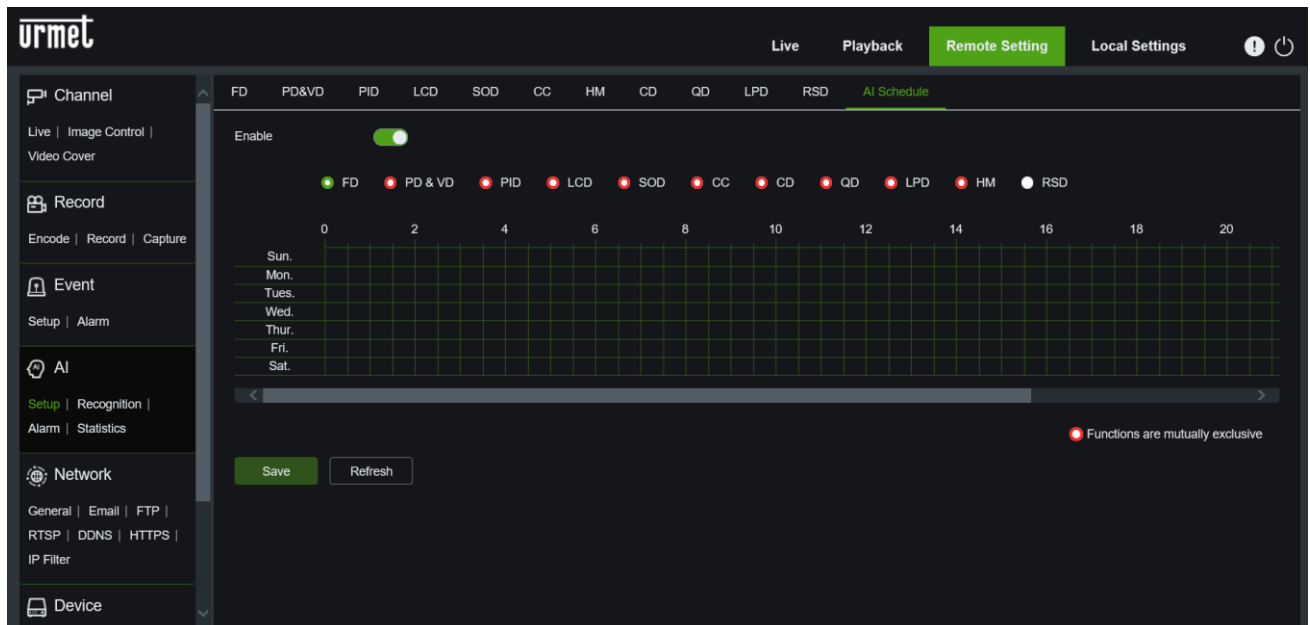 urmet
Live Playback Remote Setting Local Settings
Channel
Live | Image Control |
Video Cover
Record
Encode | Record | Capture
Event
Setup | Alarm
AI
Setup | Recognition |
Alarm | Statistics
Network
General | Email | FTP |
RTSP | DDNS | HTTPS |
IP Filter
Device
FD PD&VD PID LCD SOD CC HM CD QD LPD RSD AI Schedule
Enable
FD PD & VD PID LCD SOD CC CD QD LPD HM RSD
0 2 4 6 8 10 12 14 16 18 20
Sun.
Mon.
Tues.
Wed.
Thur.
Fri.
Sat.
Functions are mutually exclusive
Save Refresh